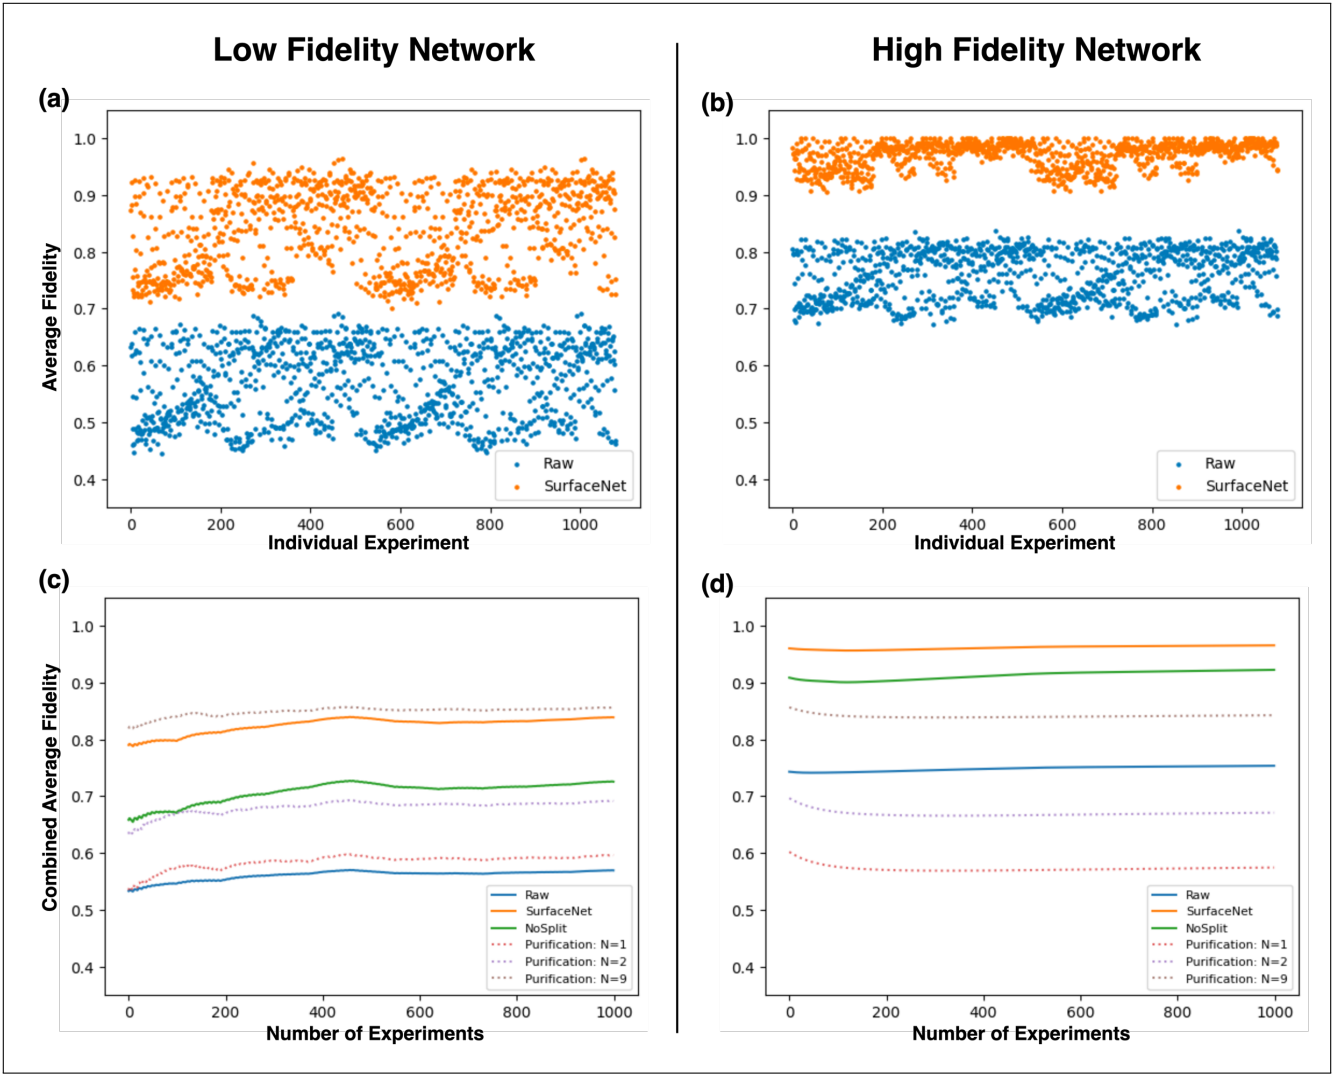 Low Fidelity Network
High Fidelity Network
(a)
(b)
1.0
0.9
0.8
0.7
0.6
0.5
0.4
Average Fidelity
Raw
SurfaceNet
0 200 400 600 800 1000
Individual Experiment
1.0
0.9
0.8
0.7
0.6
0.5
0.4
Raw
SurfaceNet
0 200 400 600 800 1000
Individual Experiment
(c)
(d)
1.0
0.9
0.8
0.7
0.6
0.5
0.4
Combined Average Fidelity
Raw
SurfaceNet
NoSplit
Purification: N=1
Purification: N=2
Purification: N=9
0 200 400 600 800 1000
Number of Experiments
1.0
0.9
0.8
0.7
0.6
0.5
0.4
Raw
SurfaceNet
NoSplit
Purification: N=1
Purification: N=2
Purification: N=9
0 200 400 600 800 1000
Number of Experiments